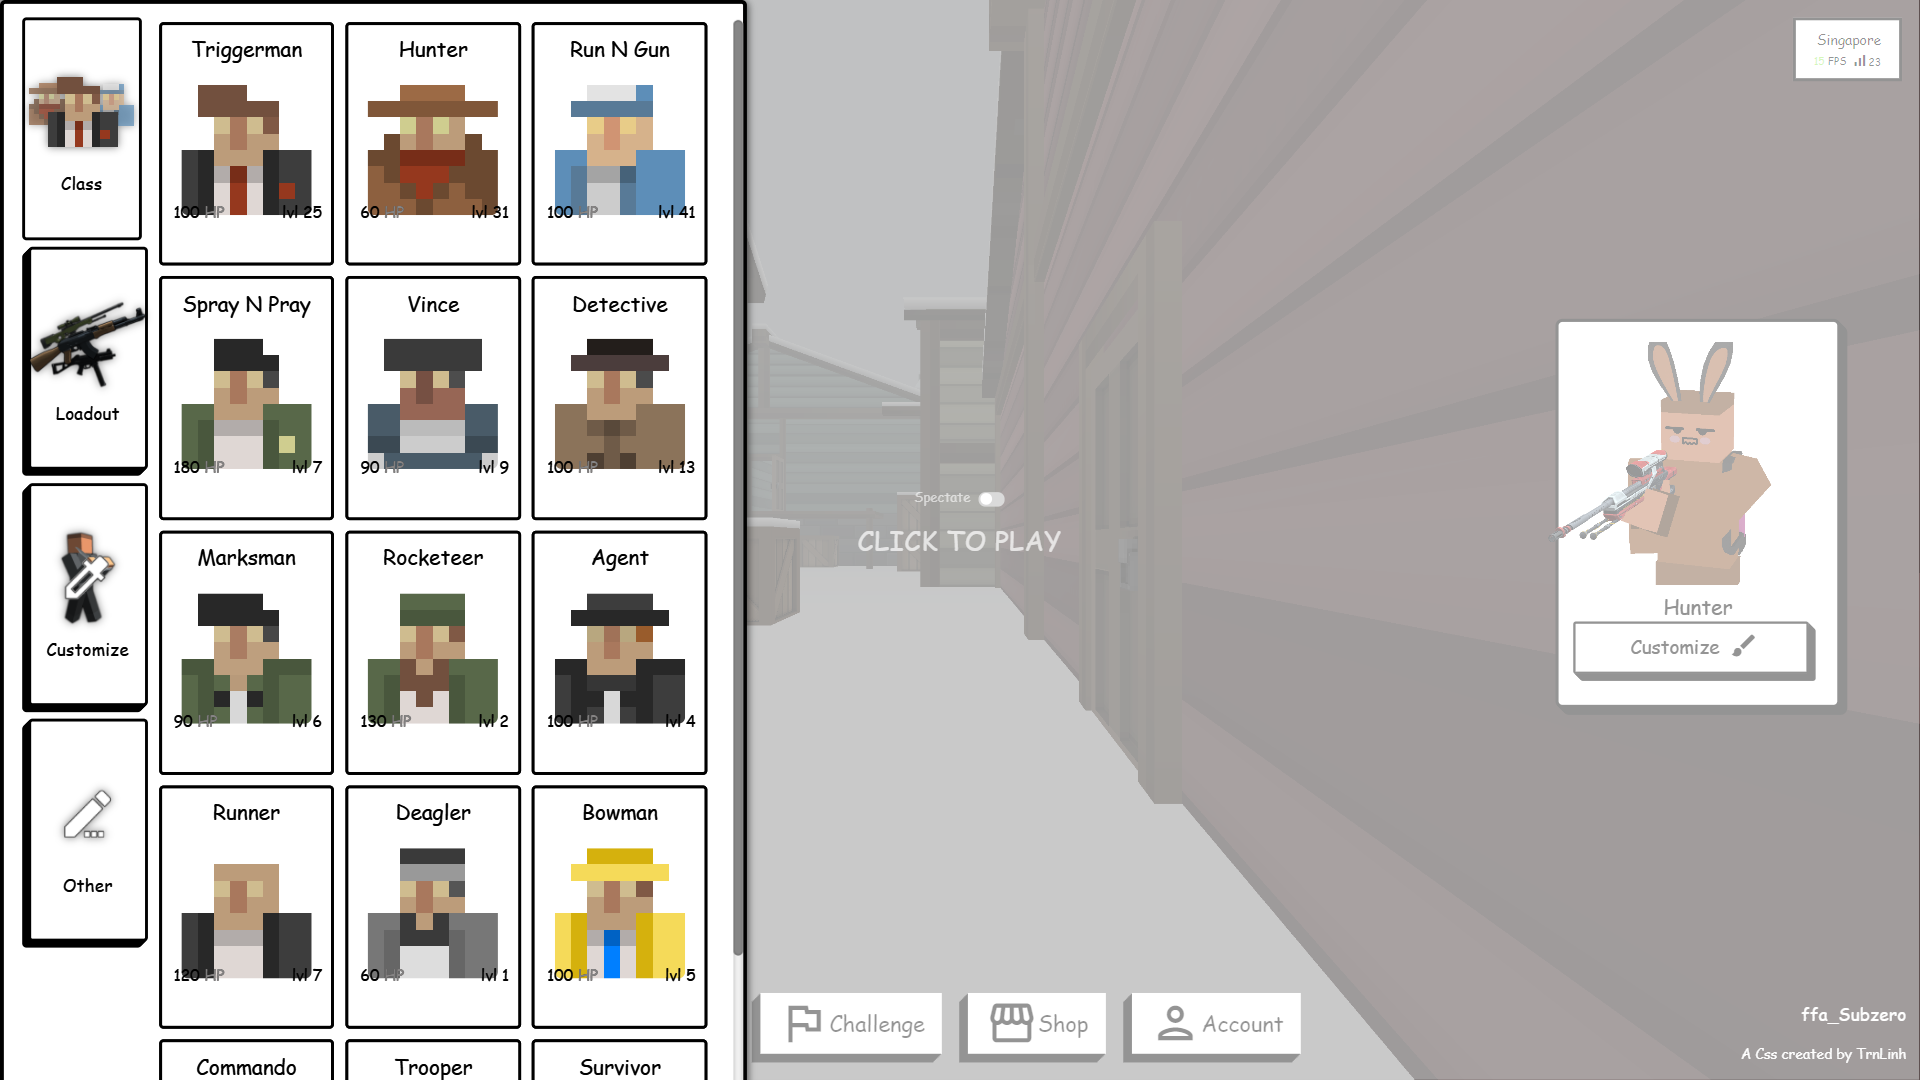 Class
Loadout
Customize
Other
Triggerman
100 HP lvl 25
Hunter
60 HP lvl 31
Run N Gun
100 HP lvl 41
Spray N Pray
180 HP lvl 7
Vince
90 HP lvl 9
Detective
100 HP lvl 13
Marksman
90 HP lvl 6
Rocketeer
130 HP lvl 2
Agent
100 HP lvl 4
Runner
120 HP lvl 7
Deagler
60 HP lvl 1
Bowman
100 HP lvl 5
Commando
Trooper
Survivor
Spectate
CLICK TO PLAY
Challenge
Shop
Account
Singapore
15 FPS 23
Hunter
Customize
ffa_Subzero
A Css created by TrnLinh